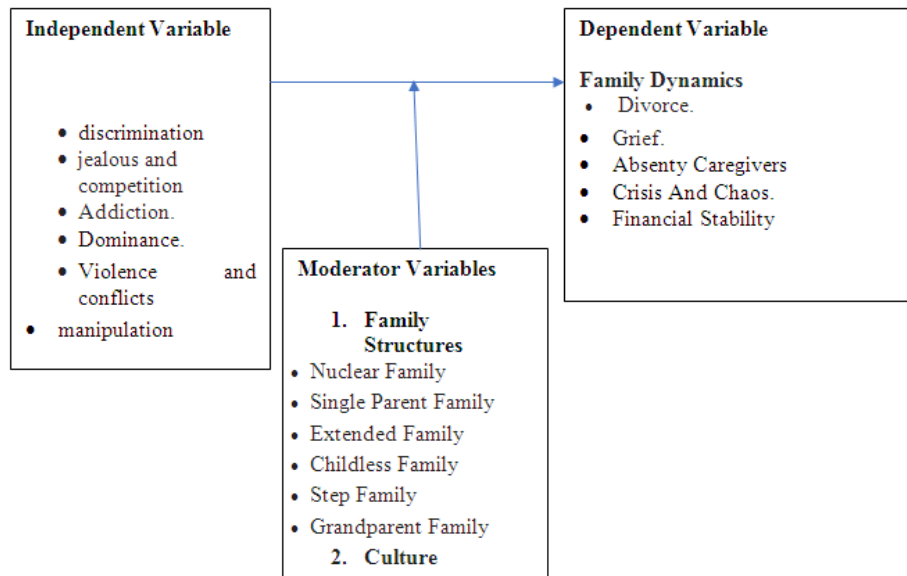 Independent Variable
• discrimination
• jealous and
competition
• Addiction.
• Dominance.
• Violence and
conflicts
• manipulation
Dependent Variable
Family Dynamics
• Divorce.
• Grief.
• Absenty Caregivers
• Crisis And Chaos.
• Financial Stability
Moderator Variables
1. Family
Structures
• Nuclear Family
• Single Parent Family
• Extended Family
• Childless Family
• Step Family
• Grandparent Family
2. Culture